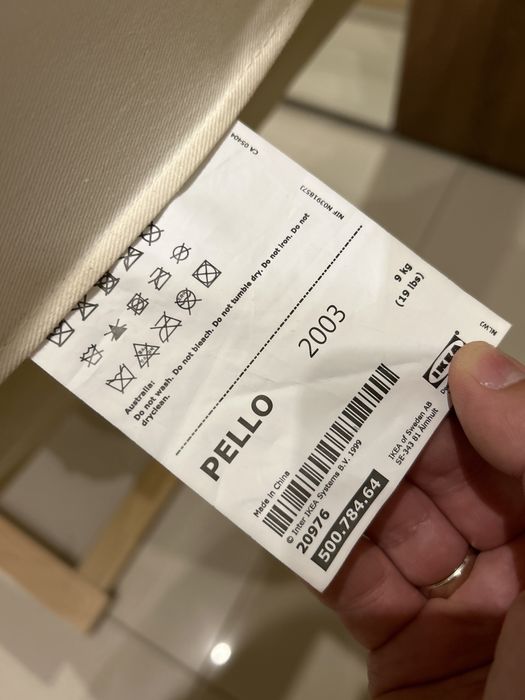 CA 05404
NIF N0391857J
Australia:
Do not wash. Do not bleach. Do not tumble dry. Do not iron. Do not
dryclean.
PELLO
2003
9 kg
(19 lbs)
Made in China
© Inter IKEA Systems B.V. 1999
20976
500.784.64
IKEA®
IKEA of Sweden AB
SE-343 81 Älmhult